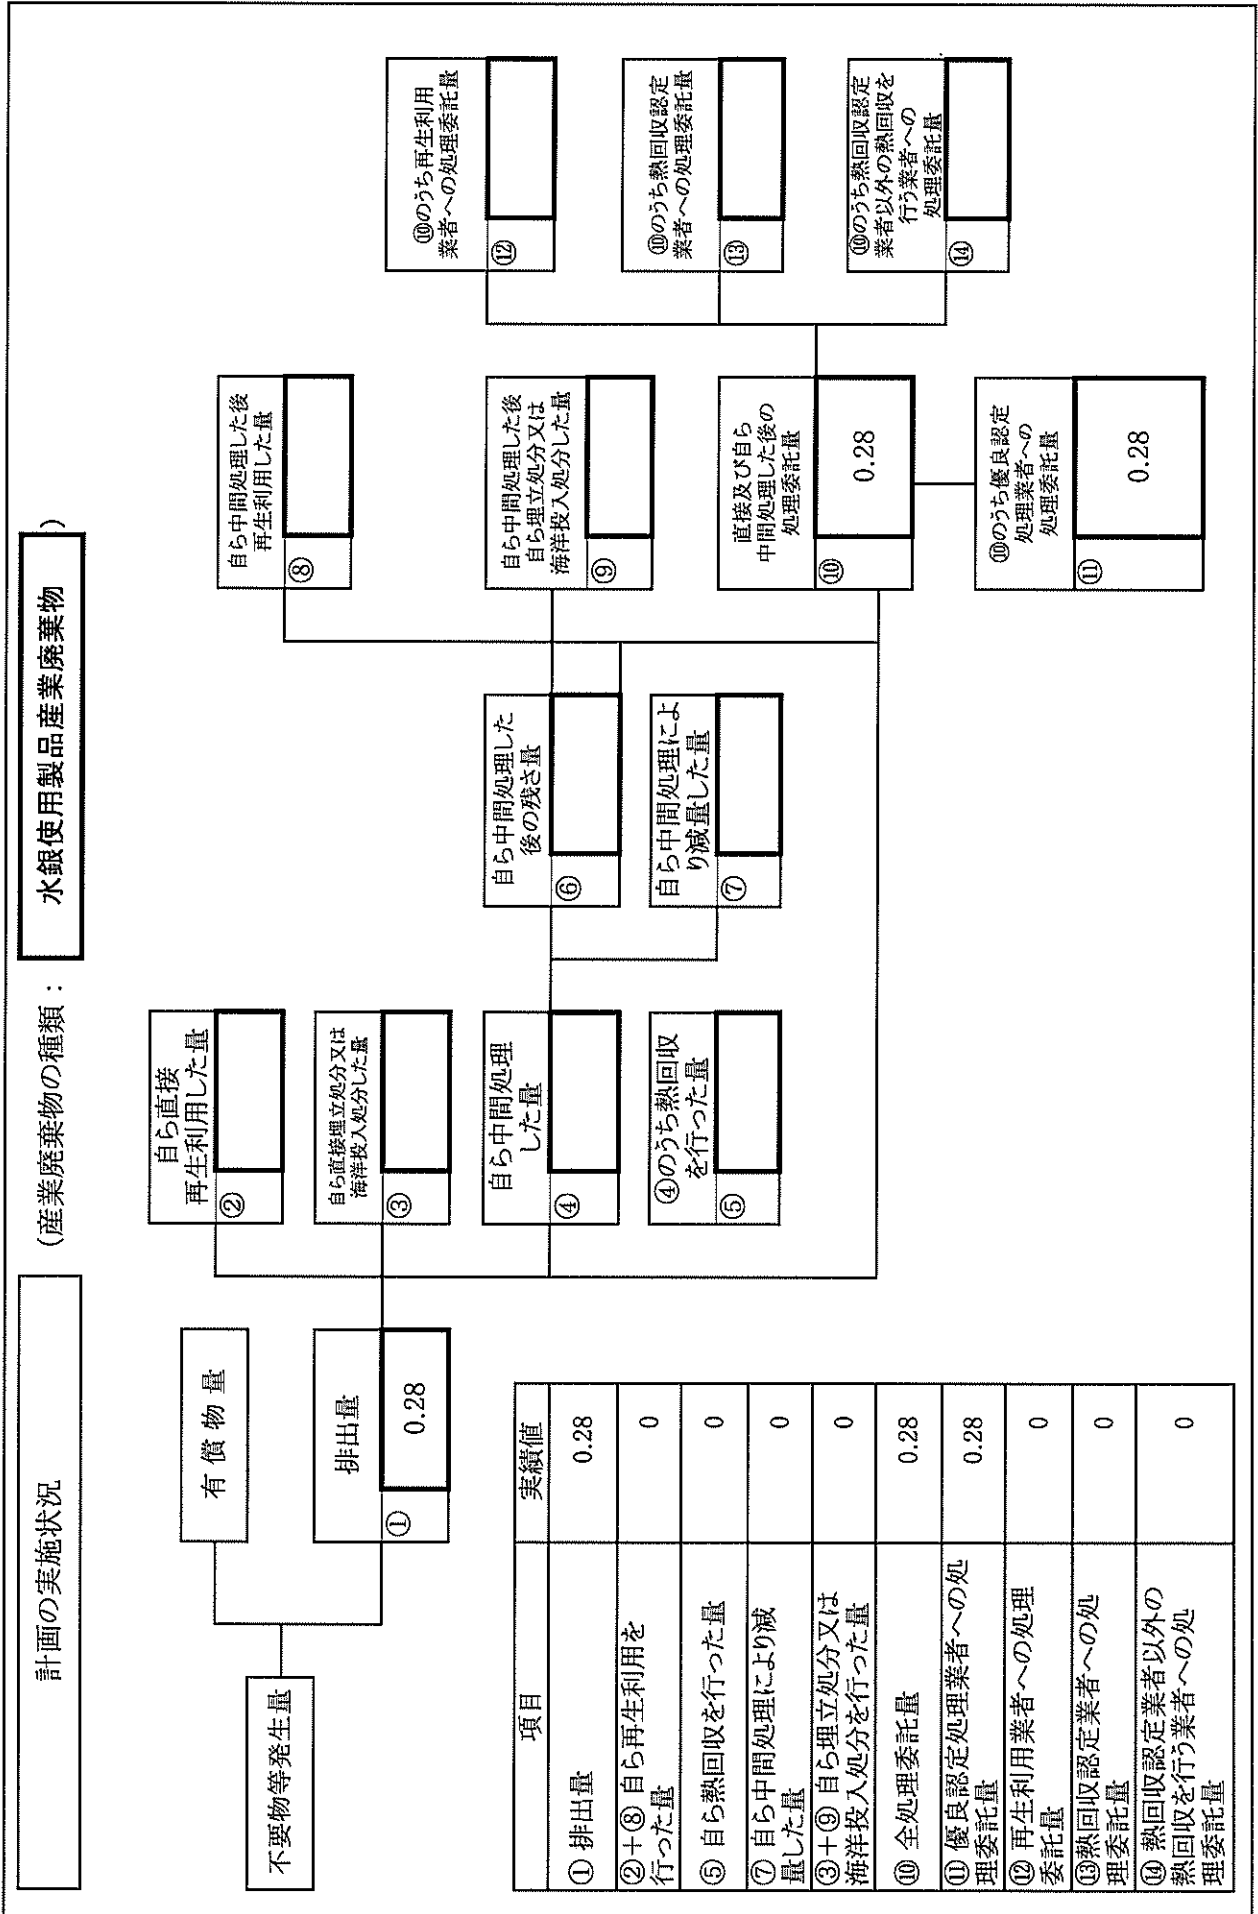 計画の実施状況
(産業廃棄物の種類：
水銀使用製品産業廃棄物
)
不要物等発生量
有 償 物 量
排出量
①
0.28
自ら直接
再生利用した量
②
自ら直接埋立処分又は
海洋投入処分した量
③
自ら中間処理
した量
④
④のうち熱回収
を行った量
⑤
自ら中間処理した
後の残さ量
⑥
自ら中間処理によ
り減量した量
⑦
自ら中間処理した後
再生利用した量
⑧
自ら中間処理した後
自ら埋立処分又は
海洋投入処分した量
⑨
直接及び自ら
中間処理した後の
処理委託量
⑩
0.28
⑩のうち優良認定
処理業者への
処理委託量
⑪
0.28
⑩のうち再生利用
業者への処理委託量
⑫
⑩のうち熱回収認定
業者への処理委託量
⑬
⑩のうち熱回収認定
業者以外の熱回収を
行う業者への
処理委託量
⑭
項目
実績値
① 排出量
0.28
②＋⑧ 自ら再生利用を
行った量
0
⑤ 自ら熱回収を行った量
0
⑦ 自ら中間処理により減
量した量
0
③＋⑨ 自ら埋立処分又は
海洋投入処分を行った量
0
⑩ 全処理委託量
0.28
⑪ 優良認定処理業者への処
理委託量
0.28
⑫ 再生利用業者への処理
委託量
0
⑬熱回収認定業者への処
理委託量
0
⑭ 熱回収認定業者以外の
熱回収を行う業者への処
理委託量
0